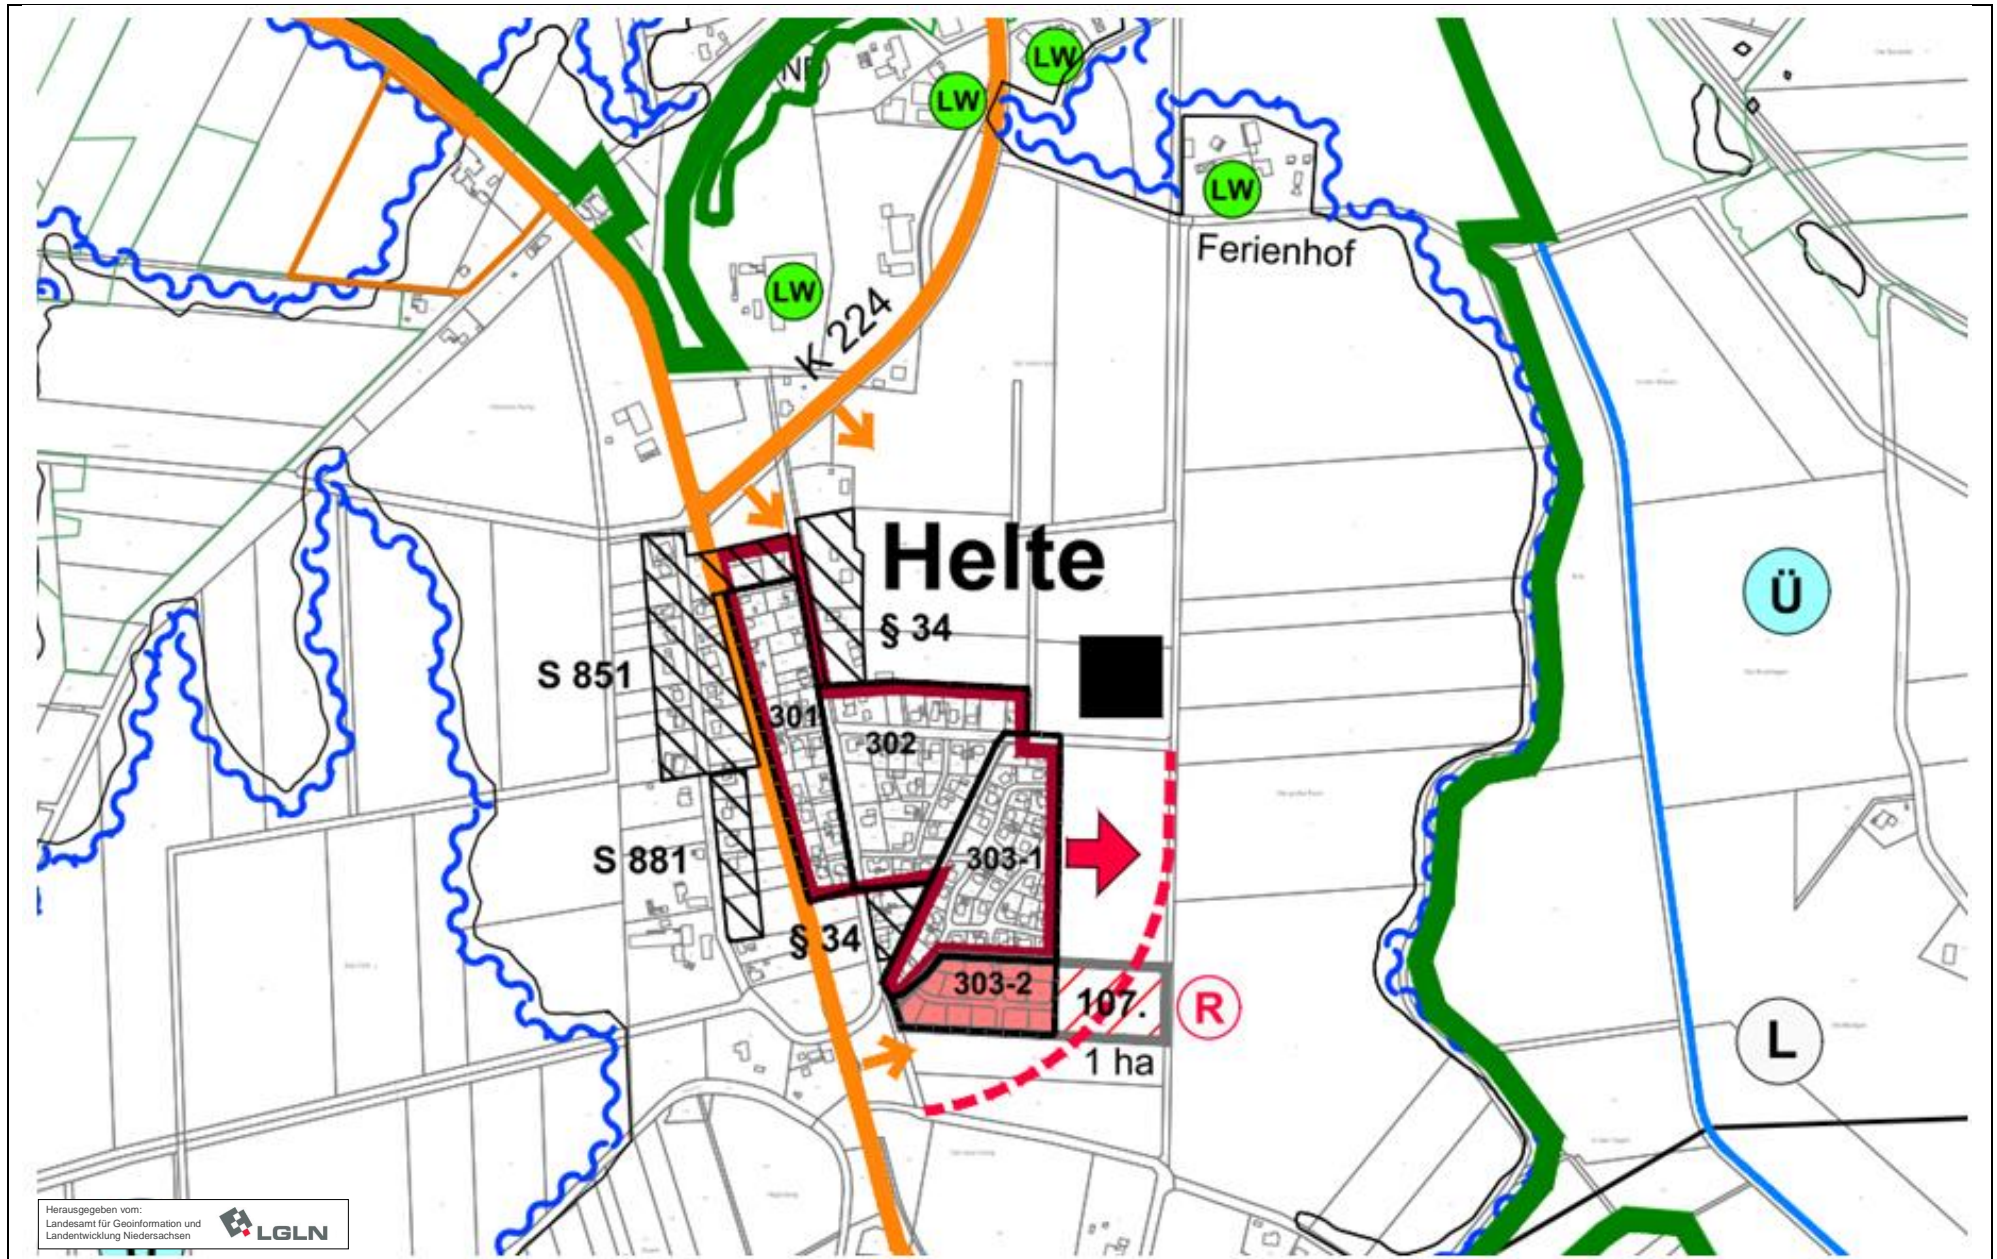 LW
LW
LW
Ferienhof
LW
K 224
Helte
§ 34
Ü
S 851
301
302
S 881
303-1
§ 34
303-2
107.
R
1 ha
L
Herausgegeben vom:
Landesamt für Geoinformation und
Landentwicklung Niedersachsen
LGLN